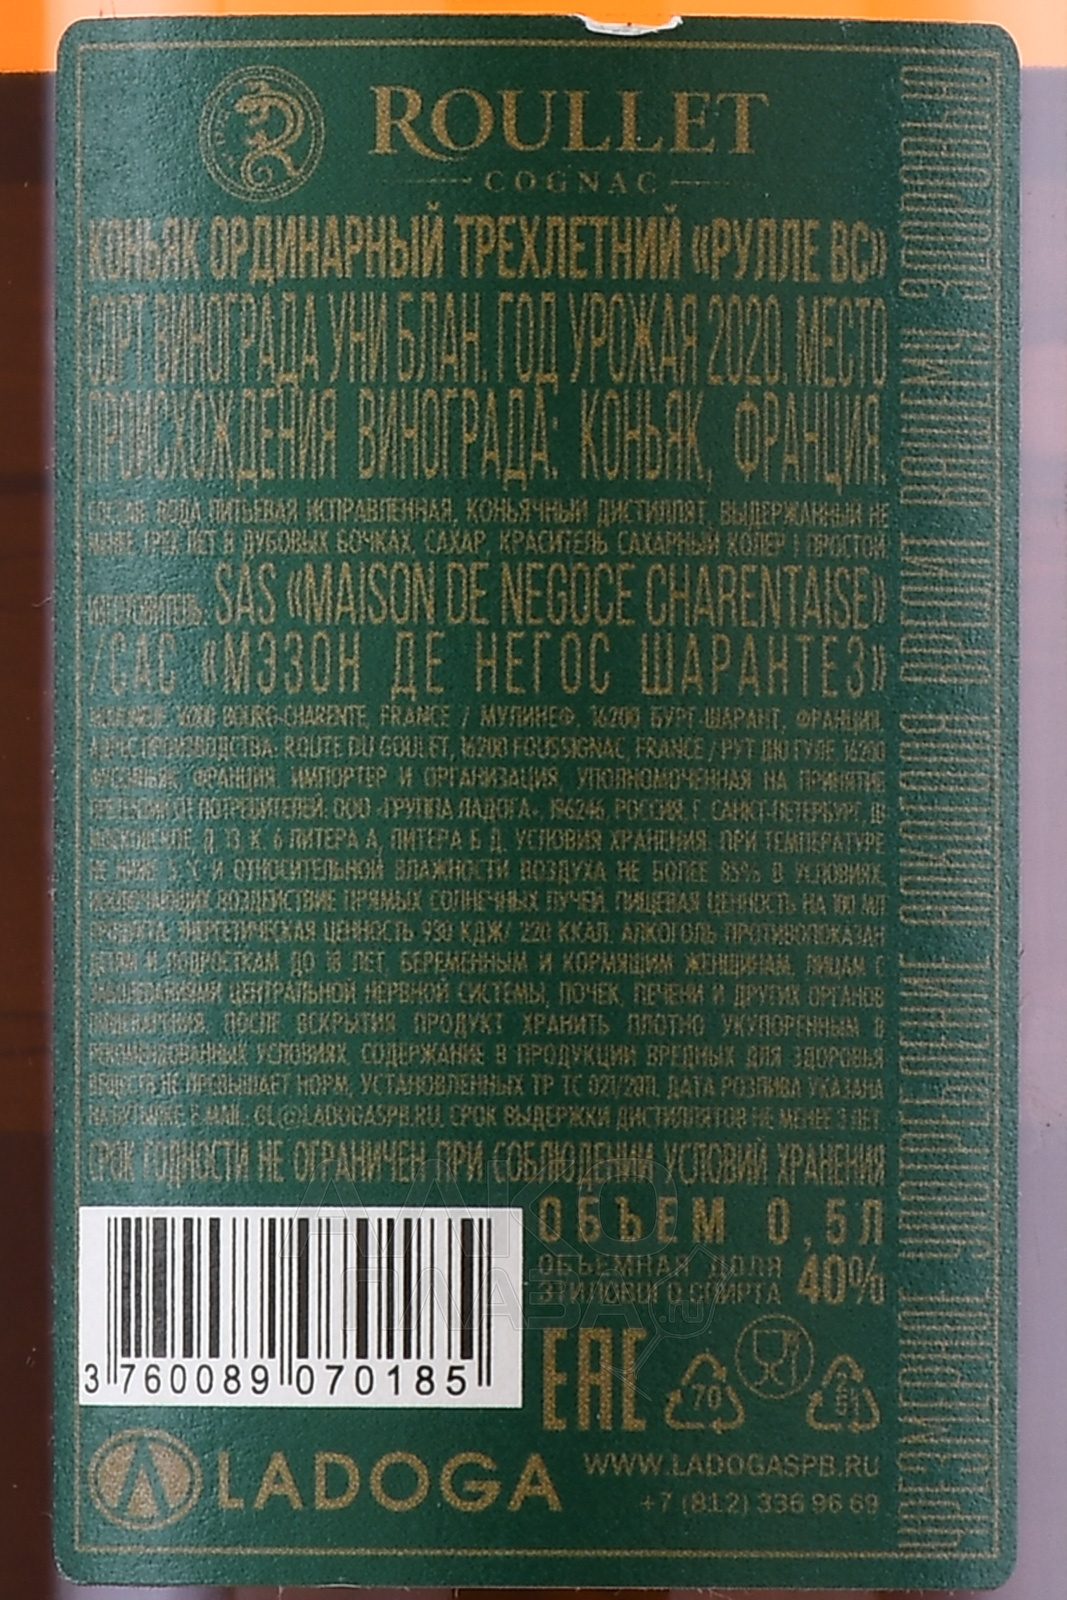 ROULLET
COGNAC
КОНЬЯК ОРДИНАРНЫЙ ТРЕХЛЕТНИЙ «РУЛЛЕ ВС»
СОРТ ВИНОГРАДА УНИ БЛАН. ГОД УРОЖАЯ 2020. МЕСТО
ПРОИСХОЖДЕНИЯ ВИНОГРАДА: КОНЬЯК, ФРАНЦИЯ.
СОСТАВ: ВОДА ПИТЬЕВАЯ ИСПРАВЛЕННАЯ, КОНЬЯЧНЫЙ ДИСТИЛЛЯТ, ВЫДЕРЖАННЫЙ НЕ
МЕНЕЕ ТРЕХ ЛЕТ В ДУБОВЫХ БОЧКАХ, САХАР, КРАСИТЕЛЬ САХАРНЫЙ КОЛЕР I ПРОСТОЙ
ИЗГОТОВИТЕЛЬ: SAS «MAISON DE NEGOCE CHARENTAISE»
/САС «МЭЗОН ДЕ НЕГОС ШАРАНТЕЗ»
16200 BOURG-CHARENTE, FRANCE / МУЛИНЕФ, 16200 БУРГ-ШАРАНТ, ФРАНЦИЯ.
АДРЕС ПРОИЗВОДСТВА: ROUTE DU GOULET, 16200 FOUSSIGNAC, FRANCE / РУТ ДЮ ГУЛЕ, 16200
ФУССИНЬЯК, ФРАНЦИЯ. ИМПОРТЕР И ОРГАНИЗАЦИЯ, УПОЛНОМОЧЕННАЯ НА ПРИНЯТИЕ
ПРЕТЕНЗИЙ ОТ ПОТРЕБИТЕЛЕЙ: ООО «ГРУППА ЛАДОГА», 196246, РОССИЯ, Г. САНКТ-ПЕТЕРБУРГ, Ш.
ПУЛКОВСКОЕ, Д. 13, К. 6 ЛИТЕРА А, ЛИТЕРА Б Д. УСЛОВИЯ ХРАНЕНИЯ: ПРИ ТЕМПЕРАТУРЕ
НЕ НИЖЕ 5°С И ОТНОСИТЕЛЬНОЙ ВЛАЖНОСТИ ВОЗДУХА НЕ БОЛЕЕ 85% В УСЛОВИЯХ,
ИСКЛЮЧАЮЩИХ ВОЗДЕЙСТВИЕ ПРЯМЫХ СОЛНЕЧНЫХ ЛУЧЕЙ. ПИЩЕВАЯ ЦЕННОСТЬ НА 100 МЛ
ПРОДУКТА: ЭНЕРГЕТИЧЕСКАЯ ЦЕННОСТЬ 930 КДЖ/ 220 ККАЛ. АЛКОГОЛЬ ПРОТИВОПОКАЗАН
ДЕТЯМ И ПОДРОСТКАМ ДО 18 ЛЕТ, БЕРЕМЕННЫМ И КОРМЯЩИМ ЖЕНЩИНАМ, ЛИЦАМ С
ЗАБОЛЕВАНИЯМИ ЦЕНТРАЛЬНОЙ НЕРВНОЙ СИСТЕМЫ, ПОЧЕК, ПЕЧЕНИ И ДРУГИХ ОРГАНОВ
ПИЩЕВАРЕНИЯ. ПОСЛЕ ВСКРЫТИЯ ПРОДУКТ ХРАНИТЬ ПЛОТНО УКУПОРЕННЫМ В
РЕКОМЕНДОВАННЫХ УСЛОВИЯХ. СОДЕРЖАНИЕ В ПРОДУКЦИИ ВРЕДНЫХ ДЛЯ ЗДОРОВЬЯ
ВЕЩЕСТВ НЕ ПРЕВЫШАЕТ НОРМ, УСТАНОВЛЕННЫХ ТР ТС 021/2011. ДАТА РОЗЛИВА УКАЗАНА
НА БУТЫЛКЕ. E-MAIL: OL@LADOGASPB.RU. СРОК ВЫДЕРЖКИ ДИСТИЛЛЯТОВ НЕ МЕНЕЕ 3 ЛЕТ.
СРОК ГОДНОСТИ НЕ ОГРАНИЧЕН ПРИ СОБЛЮДЕНИИ УСЛОВИЙ ХРАНЕНИЯ
ОБЪЕМ 0,5Л
ОБЪЕМНАЯ ДОЛЯ
ЭТИЛОВОГО СПИРТА 40%
3 760089 070185
EAC
70
61
LADOGA
WWW.LADOGASPB.RU
+7 (812) 336 96 69
ЧРЕЗМЕРНОЕ УПОТРЕБЛЕНИЕ АЛКОГОЛЯ ВРЕДИТ ВАШЕМУ ЗДОРОВЬЮ
АЛКО
ПЛАЗА.ru